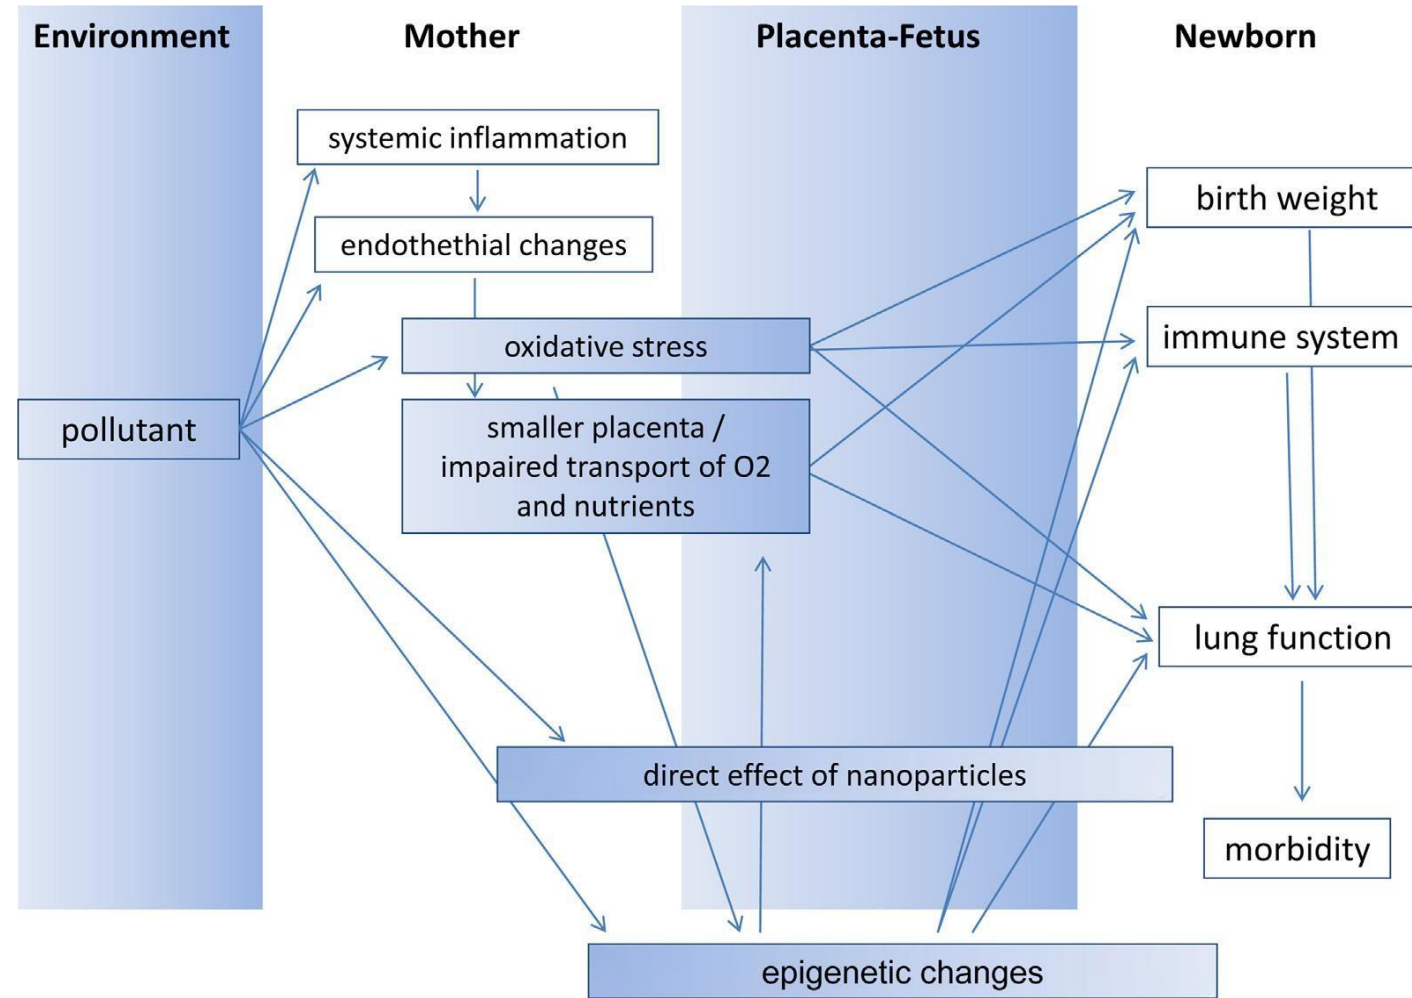 Environment
Mother
Placenta-Fetus
Newborn
systemic inflammation
endothethial changes
oxidative stress
smaller placenta /
impaired transport of O2
and nutrients
pollutant
birth weight
immune system
lung function
direct effect of nanoparticles
morbidity
epigenetic changes